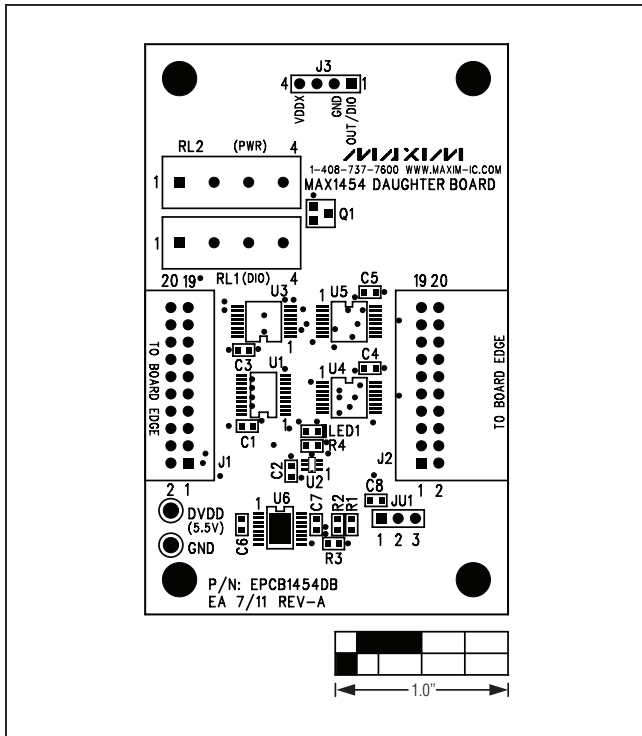 J3
4 1
VDDX
GND
OUT/DIO
RL2 (PWR) 4
1
MAXIM
1-408-737-7600 WWW.MAXIM-IC.COM
MAX1454 DAUGHTER BOARD
Q1
1
RL1(DIO) 4
20 19
U3
1
U5
1
C5
19 20
TO BOARD EDGE
C3
U1
C4
U4
1
TO BOARD EDGE
C1
LED1
R4
J1
C2
U2
1
J2
2 1
C8
1 2
DVDD
(5.5V)
U6
1
C7
R2
R1
JU1
1 2 3
GND
C6
R3
P/N: EPCB1454DB
EA 7/11 REV-A
1.0"